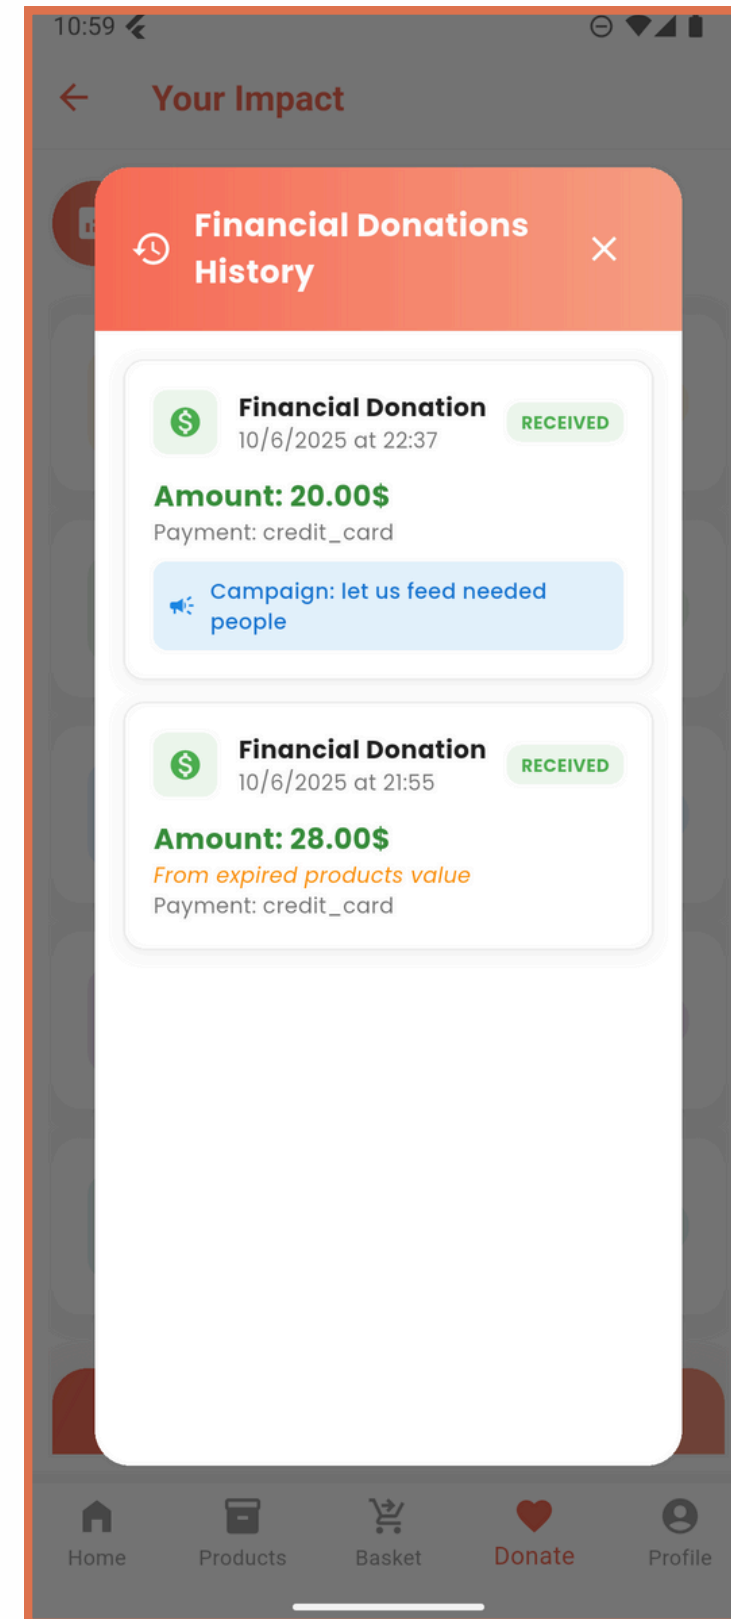 10:59
Your Impact
Financial Donations
History
Financial Donation
10/6/2025 at 22:37
RECEIVED
Amount: 20.00$
Payment: credit_card
Campaign: let us feed needed
people
Financial Donation
10/6/2025 at 21:55
RECEIVED
Amount: 28.00$
From expired products value
Payment: credit_card
Home
Products
Basket
Donate
Profile